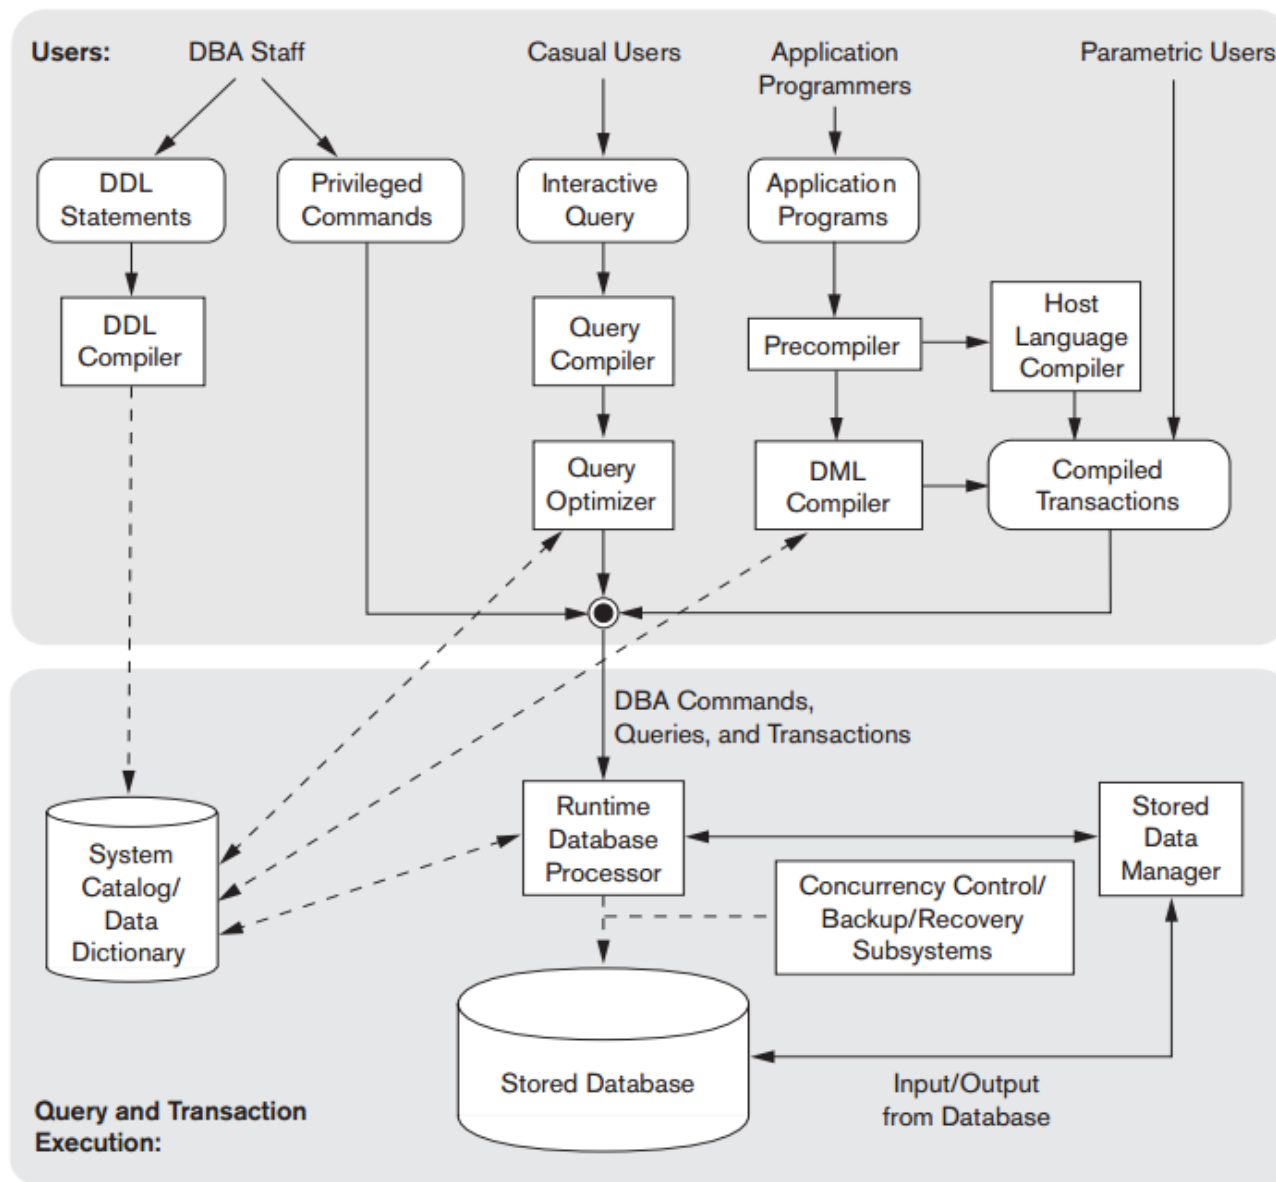 Users:
DBA Staff
Casual Users
Application
Programmers
Parametric Users
DDL
Statements
Privileged
Commands
Interactive
Query
Application
Programs
DDL
Compiler
Query
Compiler
Precompiler
Host
Language
Compiler
Query
Optimizer
DML
Compiler
Compiled
Transactions
DBA Commands,
Queries, and Transactions
System
Catalog/
Data
Dictionary
Runtime
Database
Processor
Stored
Data
Manager
Concurrency Control/
Backup/Recovery
Subsystems
Stored Database
Input/Output
from Database
Query and Transaction
Execution: